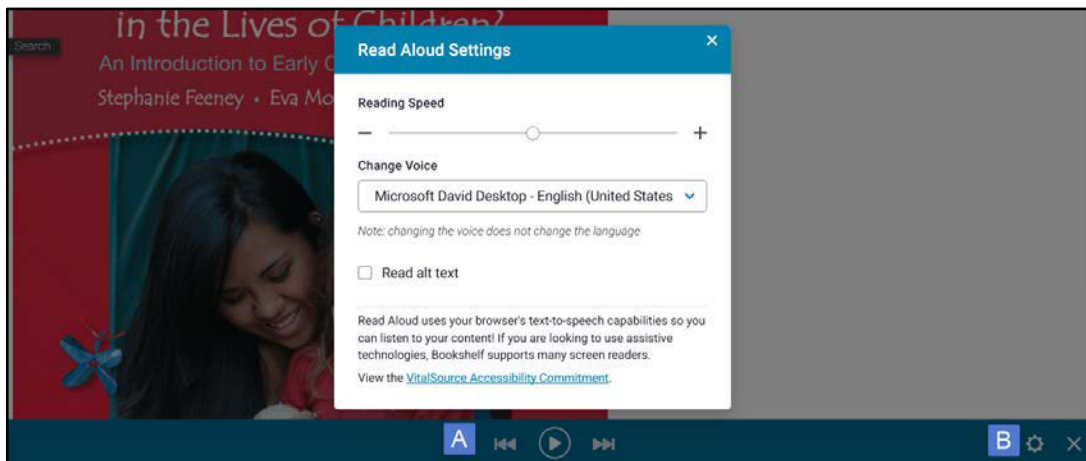 in the Lives of Children?
Search
An Introduction to Early C
Stephanie Feeney • Eva Mo
Read Aloud Settings
Reading Speed
Change Voice
Microsoft David Desktop - English (United States
Note: changing the voice does not change the language
Read alt text
Read Aloud uses your browser's text-to-speech capabilities so you
can listen to your content! If you are looking to use assistive
technologies, Bookshelf supports many screen readers.
View the VitalSource Accessibility Commitment.
A
B